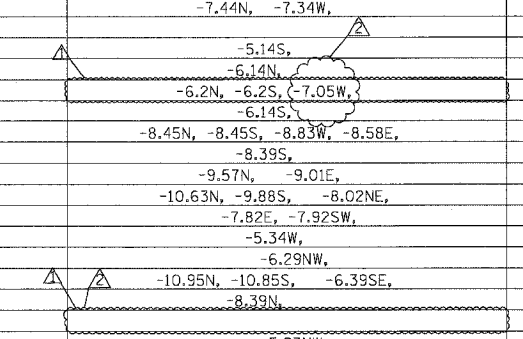 -7.44N, -7.34W,
2
1 -5.14S,
-6.14N,
-6.2N, -6.2S, -7.05W,
-6.14S,
-8.45N, -8.45S, -8.83W, -8.58E,
-8.39S,
-9.57N, -9.01E,
-10.63N, -9.88S, -8.02NE,
-7.82E, -7.92SW,
-5.34W,
-6.29NW,
1 2 -10.95N, -10.85S, -6.39SE,
-8.39N,